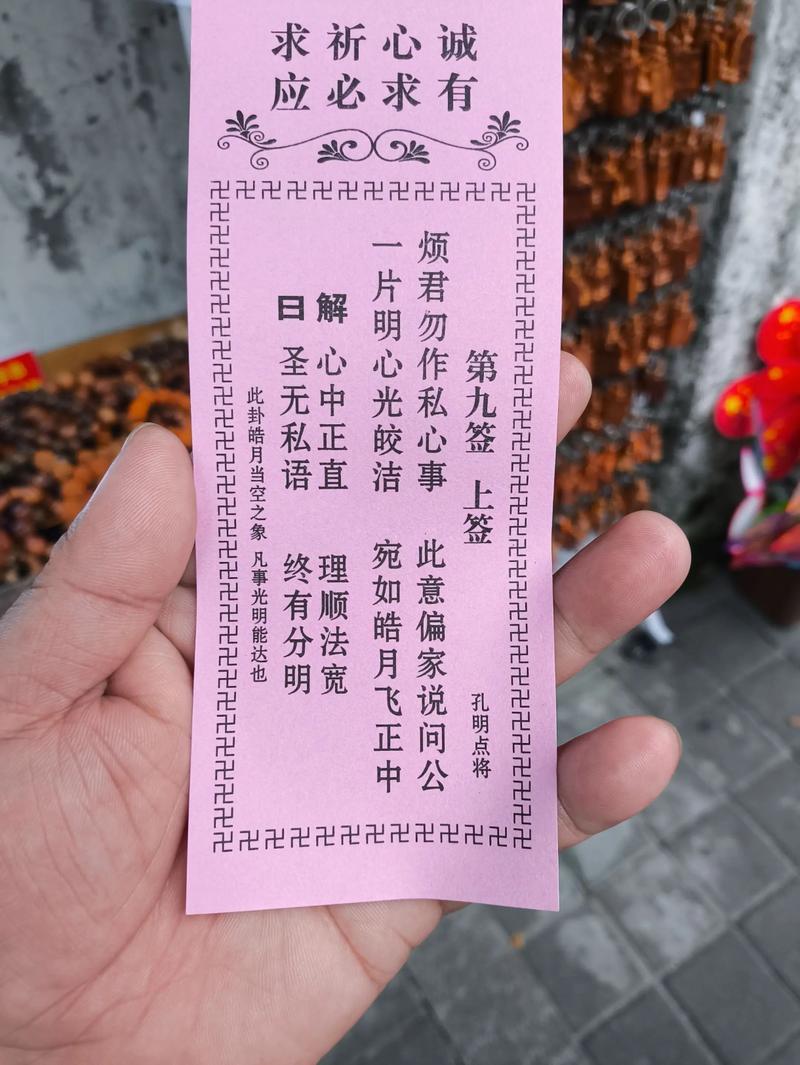 诚心祈求
有求必应
第九签 上签 孔明点将
烦君勿作私心事 此意偏家说问公
一片明心光皎洁 宛如皓月飞正中
解 心中正直 理顺法宽
曰 圣无私语 终有分明
此卦皓月当空之象 凡事光明能达也